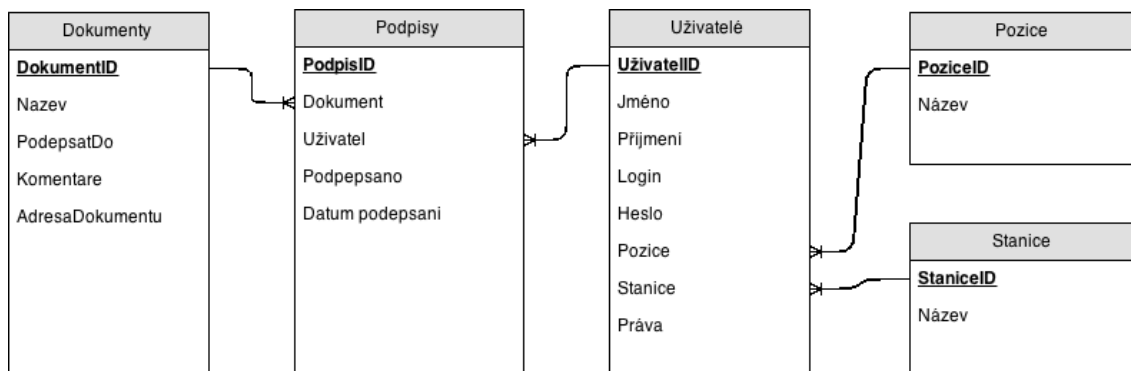 Dokumenty
DokumentID
Nazev
PodepsatDo
Komentare
AdresaDokumentu
Podpisy
PodpisID
Dokument
Uživatel
Podpepsano
Datum podepsani
Uživatelé
UživatelID
Jméno
Příjmení
Login
Heslo
Pozice
Stanice
Práva
Pozice
PoziceID
Název
Stanice
StaniceID
Název